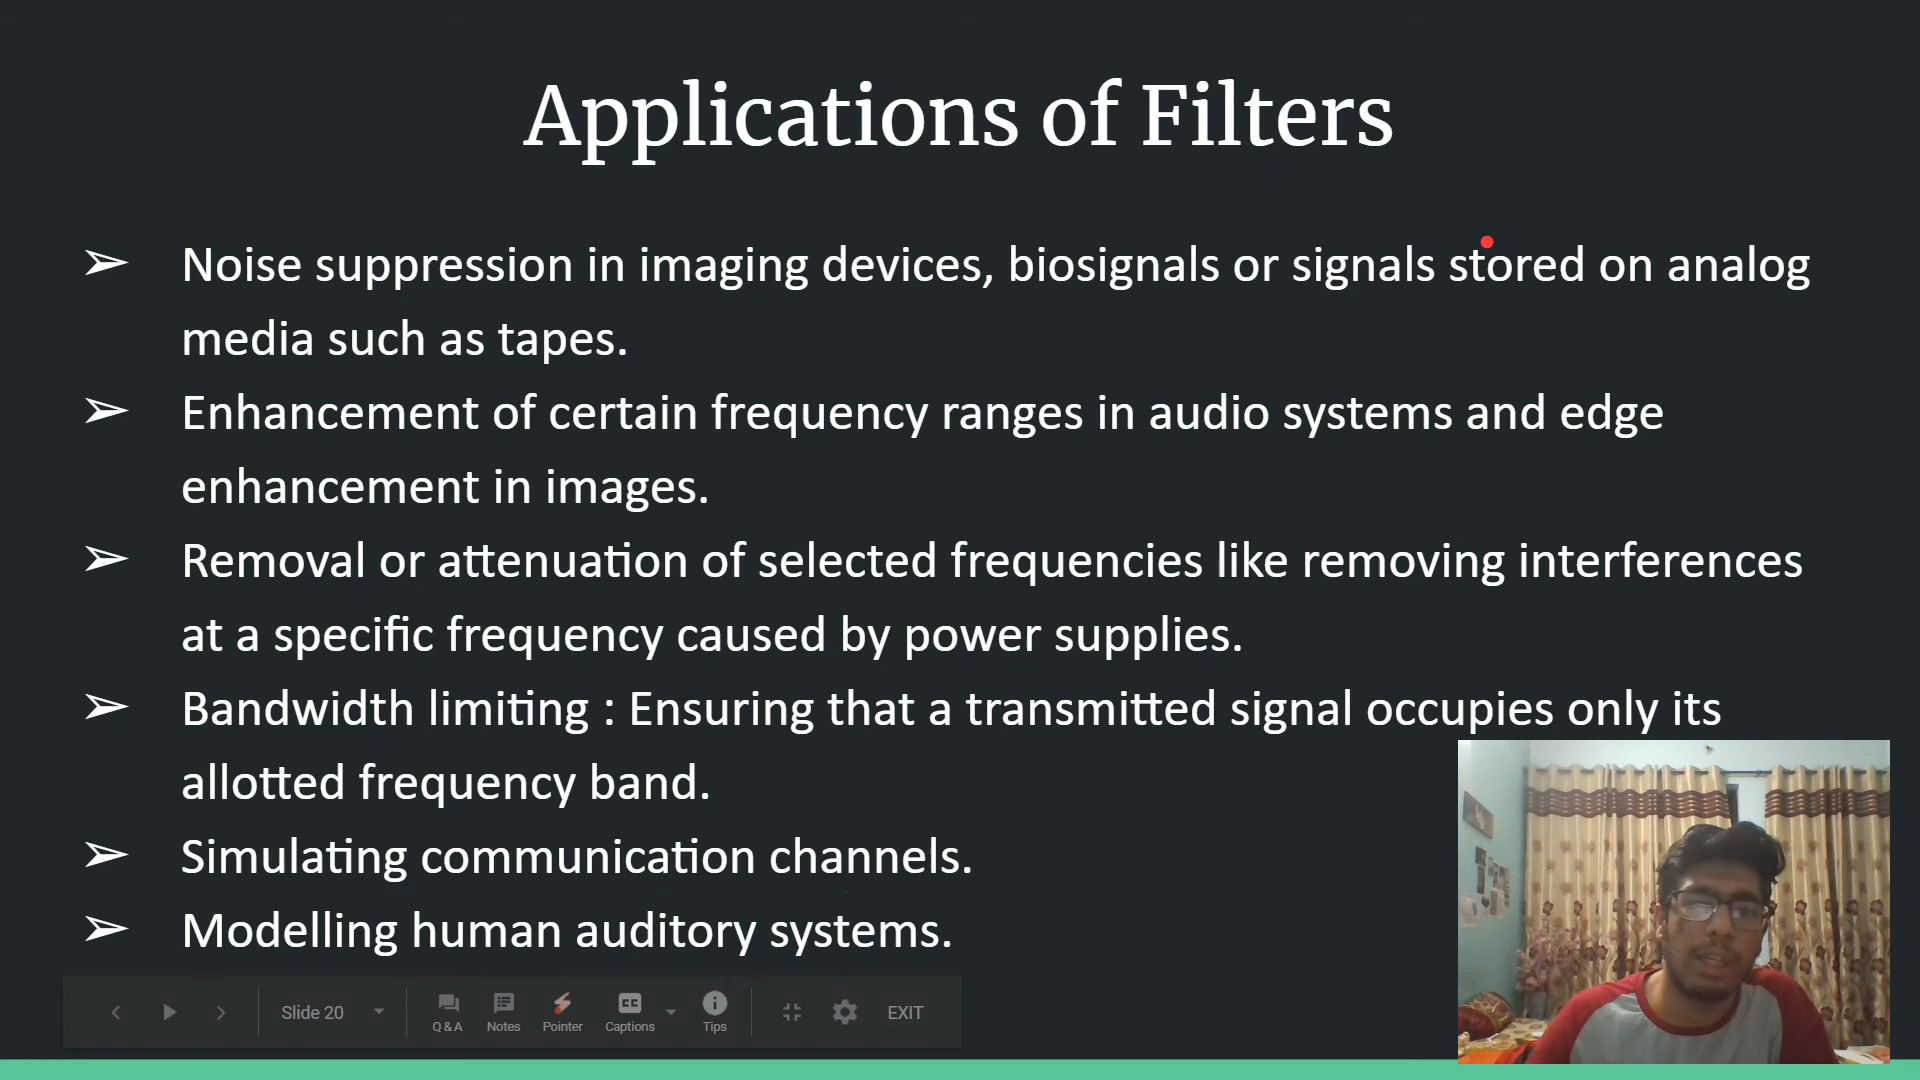 Applications of Filters
➢ Noise suppression in imaging devices, biosignals or signals stored on analog
media such as tapes.
➢ Enhancement of certain frequency ranges in audio systems and edge
enhancement in images.
➢ Removal or attenuation of selected frequencies like removing interferences
at a specific frequency caused by power supplies.
➢ Bandwidth limiting : Ensuring that a transmitted signal occupies only its
allotted frequency band.
➢ Simulating communication channels.
➢ Modelling human auditory systems.
Slide 20 Q & A Notes Pointer CC Captions Tips EXIT